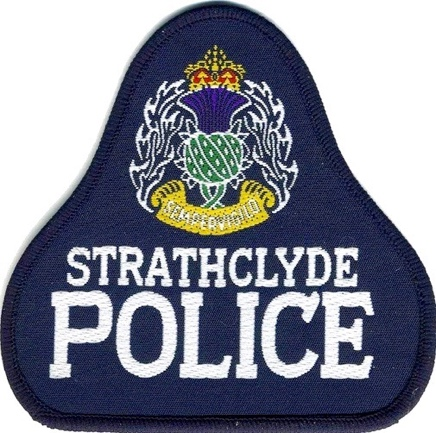 SEMPER VIGILO
STRATHCLYDE
POLICE